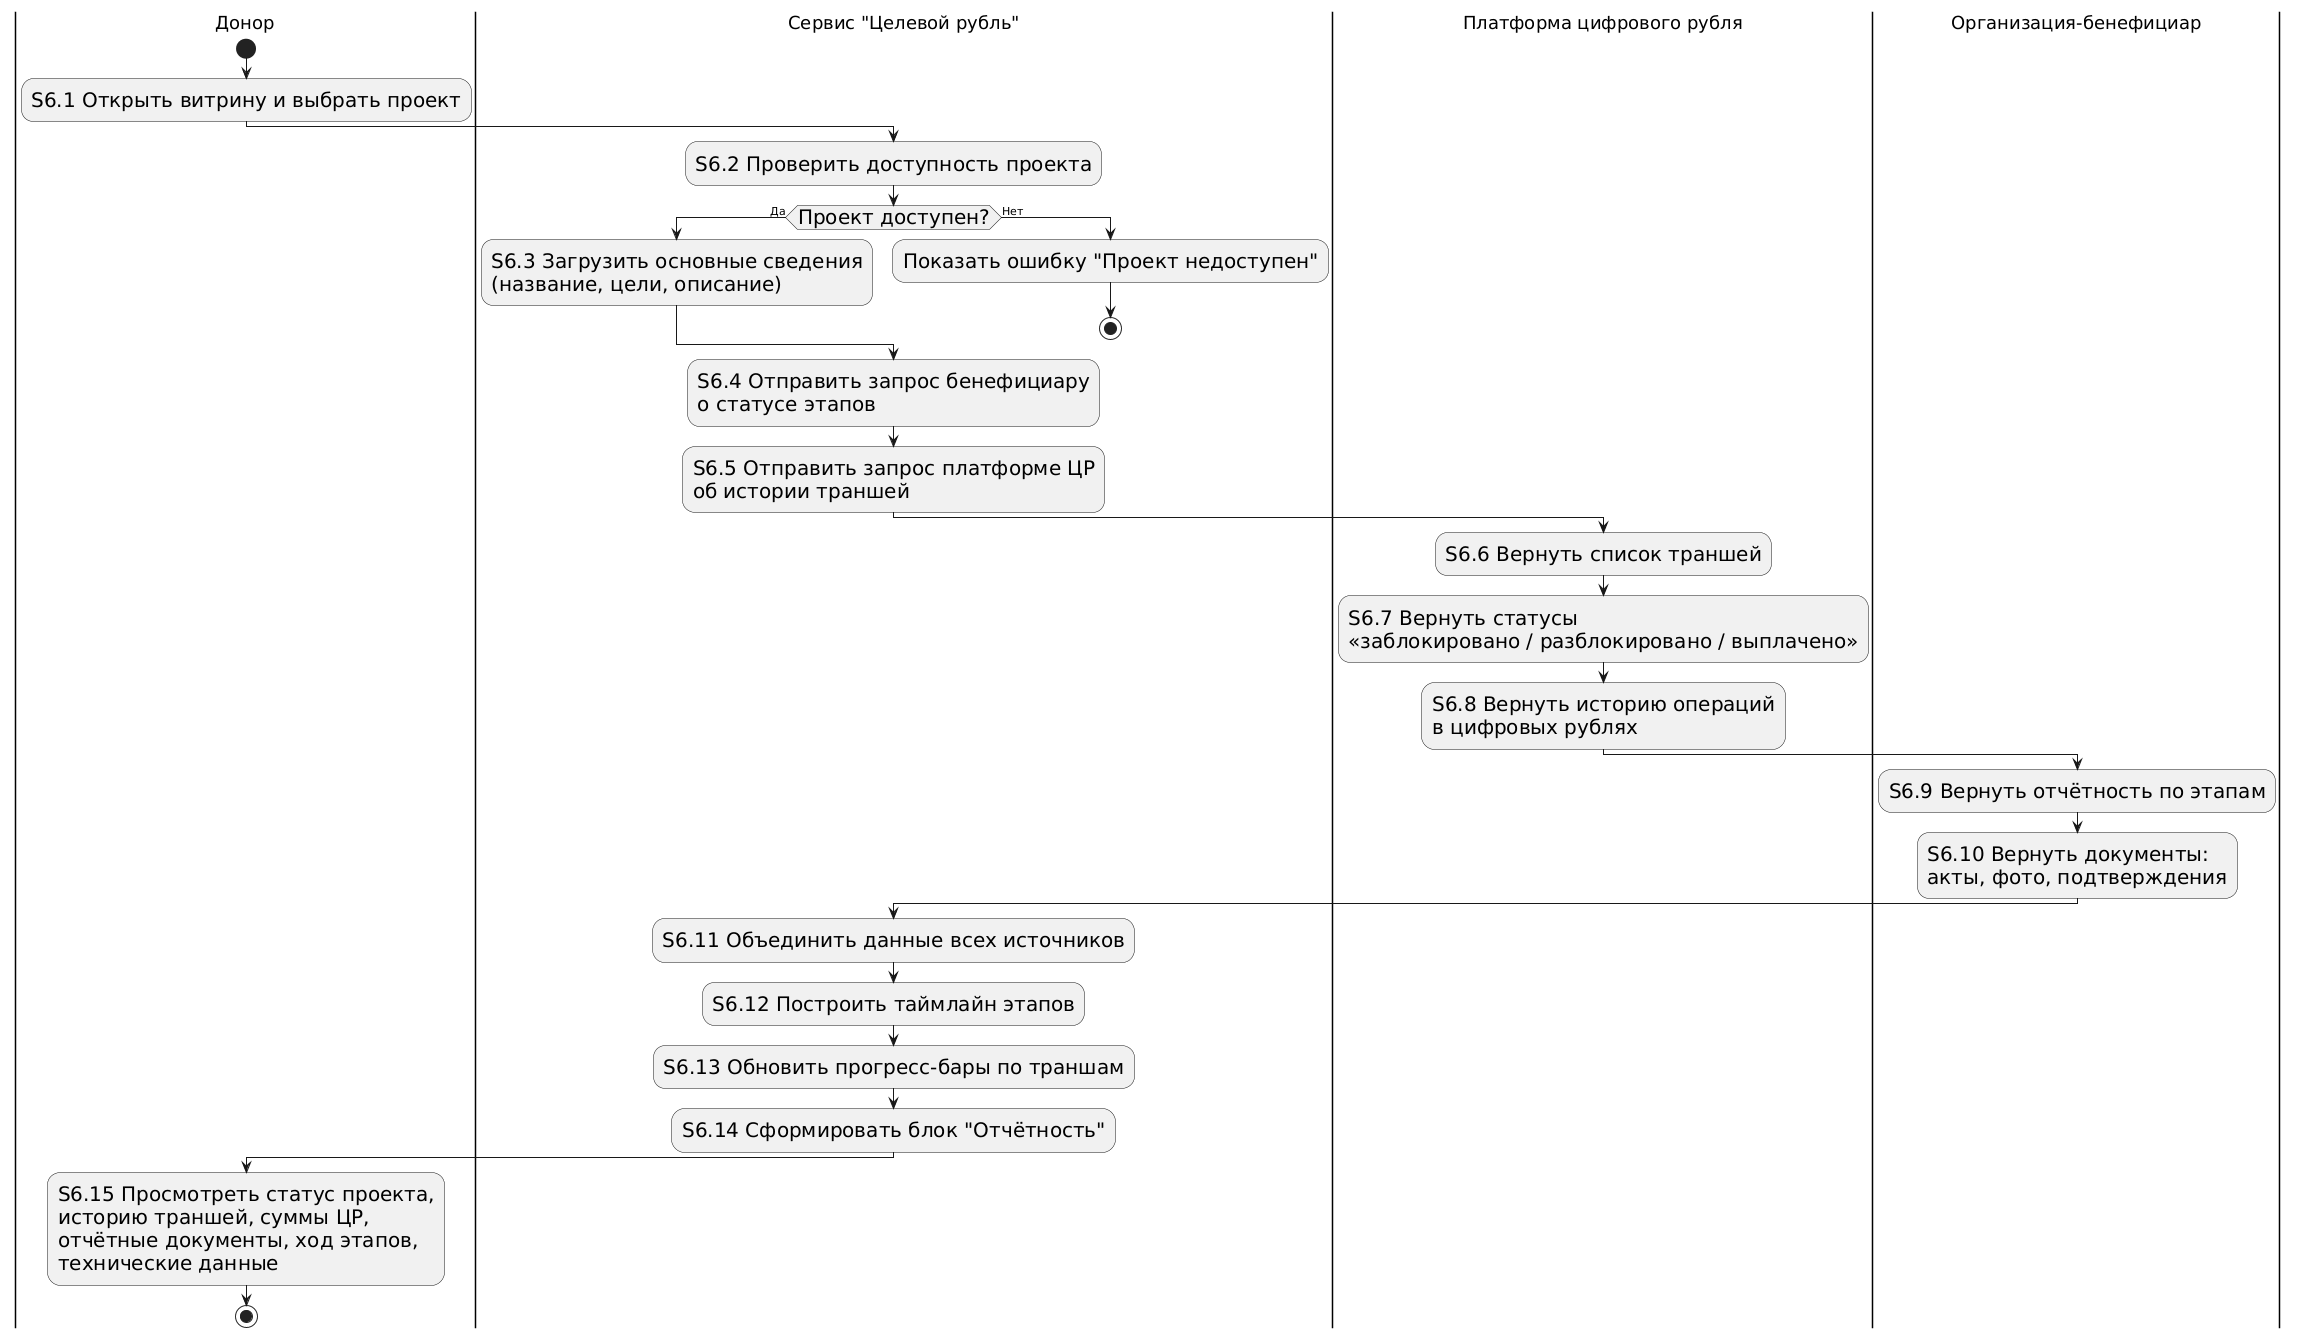 Донор
Сервис "Целевой рубль"
Платформа цифрового рубля
Организация-бенефициар
S6.1 Открыть витрину и выбрать проект
S6.2 Проверить доступность проекта
Да
Проект доступен?
Нет
S6.3 Загрузить основные сведения
(название, цели, описание)
Показать ошибку "Проект недоступен"
S6.4 Отправить запрос бенефициару
о статусе этапов
S6.5 Отправить запрос платформе ЦР
об истории траншей
S6.6 Вернуть список траншей
S6.7 Вернуть статусы
«заблокировано / разблокировано / выплачено»
S6.8 Вернуть историю операций
в цифровых рублях
S6.9 Вернуть отчётность по этапам
S6.10 Вернуть документы:
акты, фото, подтверждения
S6.11 Объединить данные всех источников
S6.12 Построить таймлайн этапов
S6.13 Обновить прогресс-бары по траншам
S6.14 Сформировать блок "Отчётность"
S6.15 Просмотреть статус проекта,
историю траншей, суммы ЦР,
отчётные документы, ход этапов,
технические данные